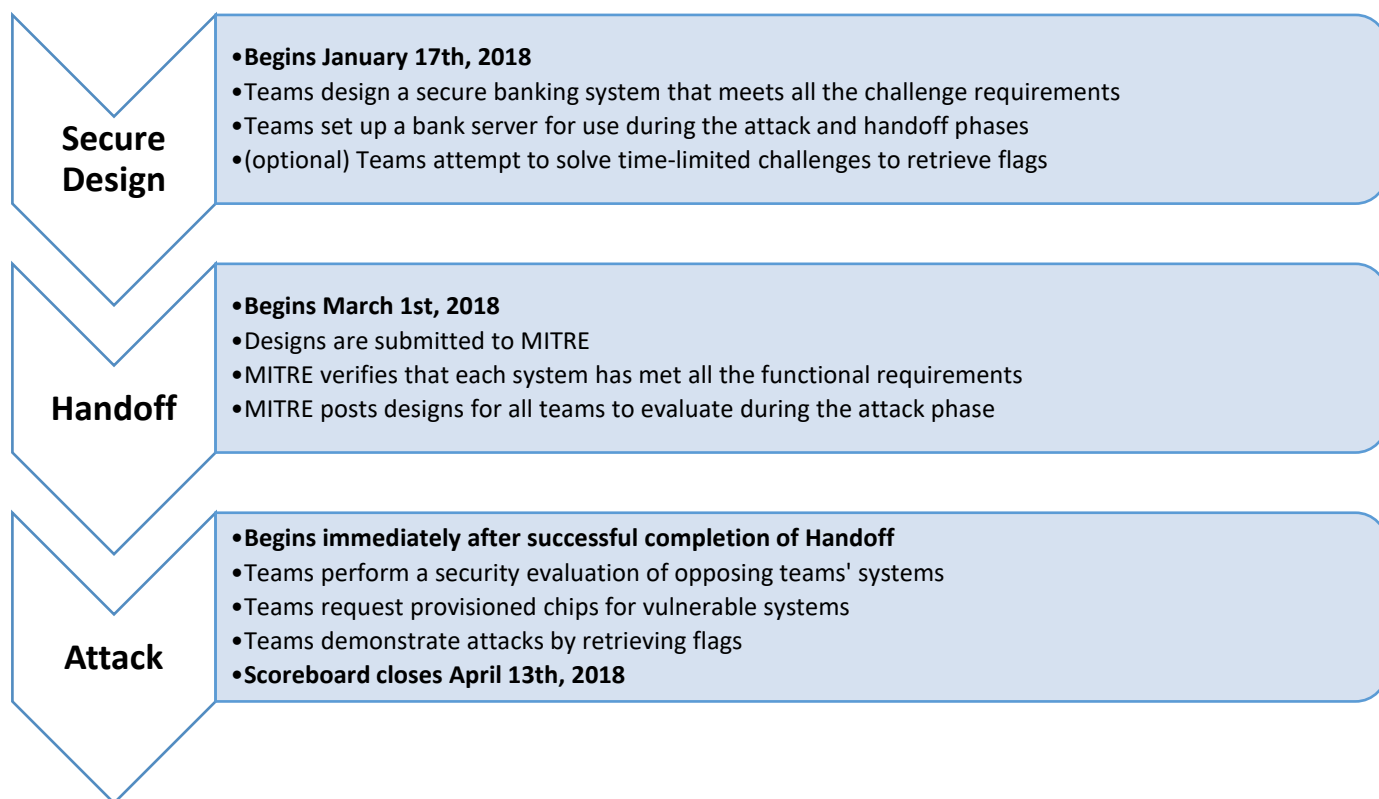 Secure
Design
•Begins January 17th, 2018
•Teams design a secure banking system that meets all the challenge requirements
•Teams set up a bank server for use during the attack and handoff phases
•(optional) Teams attempt to solve time-limited challenges to retrieve flags
Handoff
•Begins March 1st, 2018
•Designs are submitted to MITRE
•MITRE verifies that each system has met all the functional requirements
•MITRE posts designs for all teams to evaluate during the attack phase
Attack
•Begins immediately after successful completion of Handoff
•Teams perform a security evaluation of opposing teams' systems
•Teams request provisioned chips for vulnerable systems
•Teams demonstrate attacks by retrieving flags
•Scoreboard closes April 13th, 2018